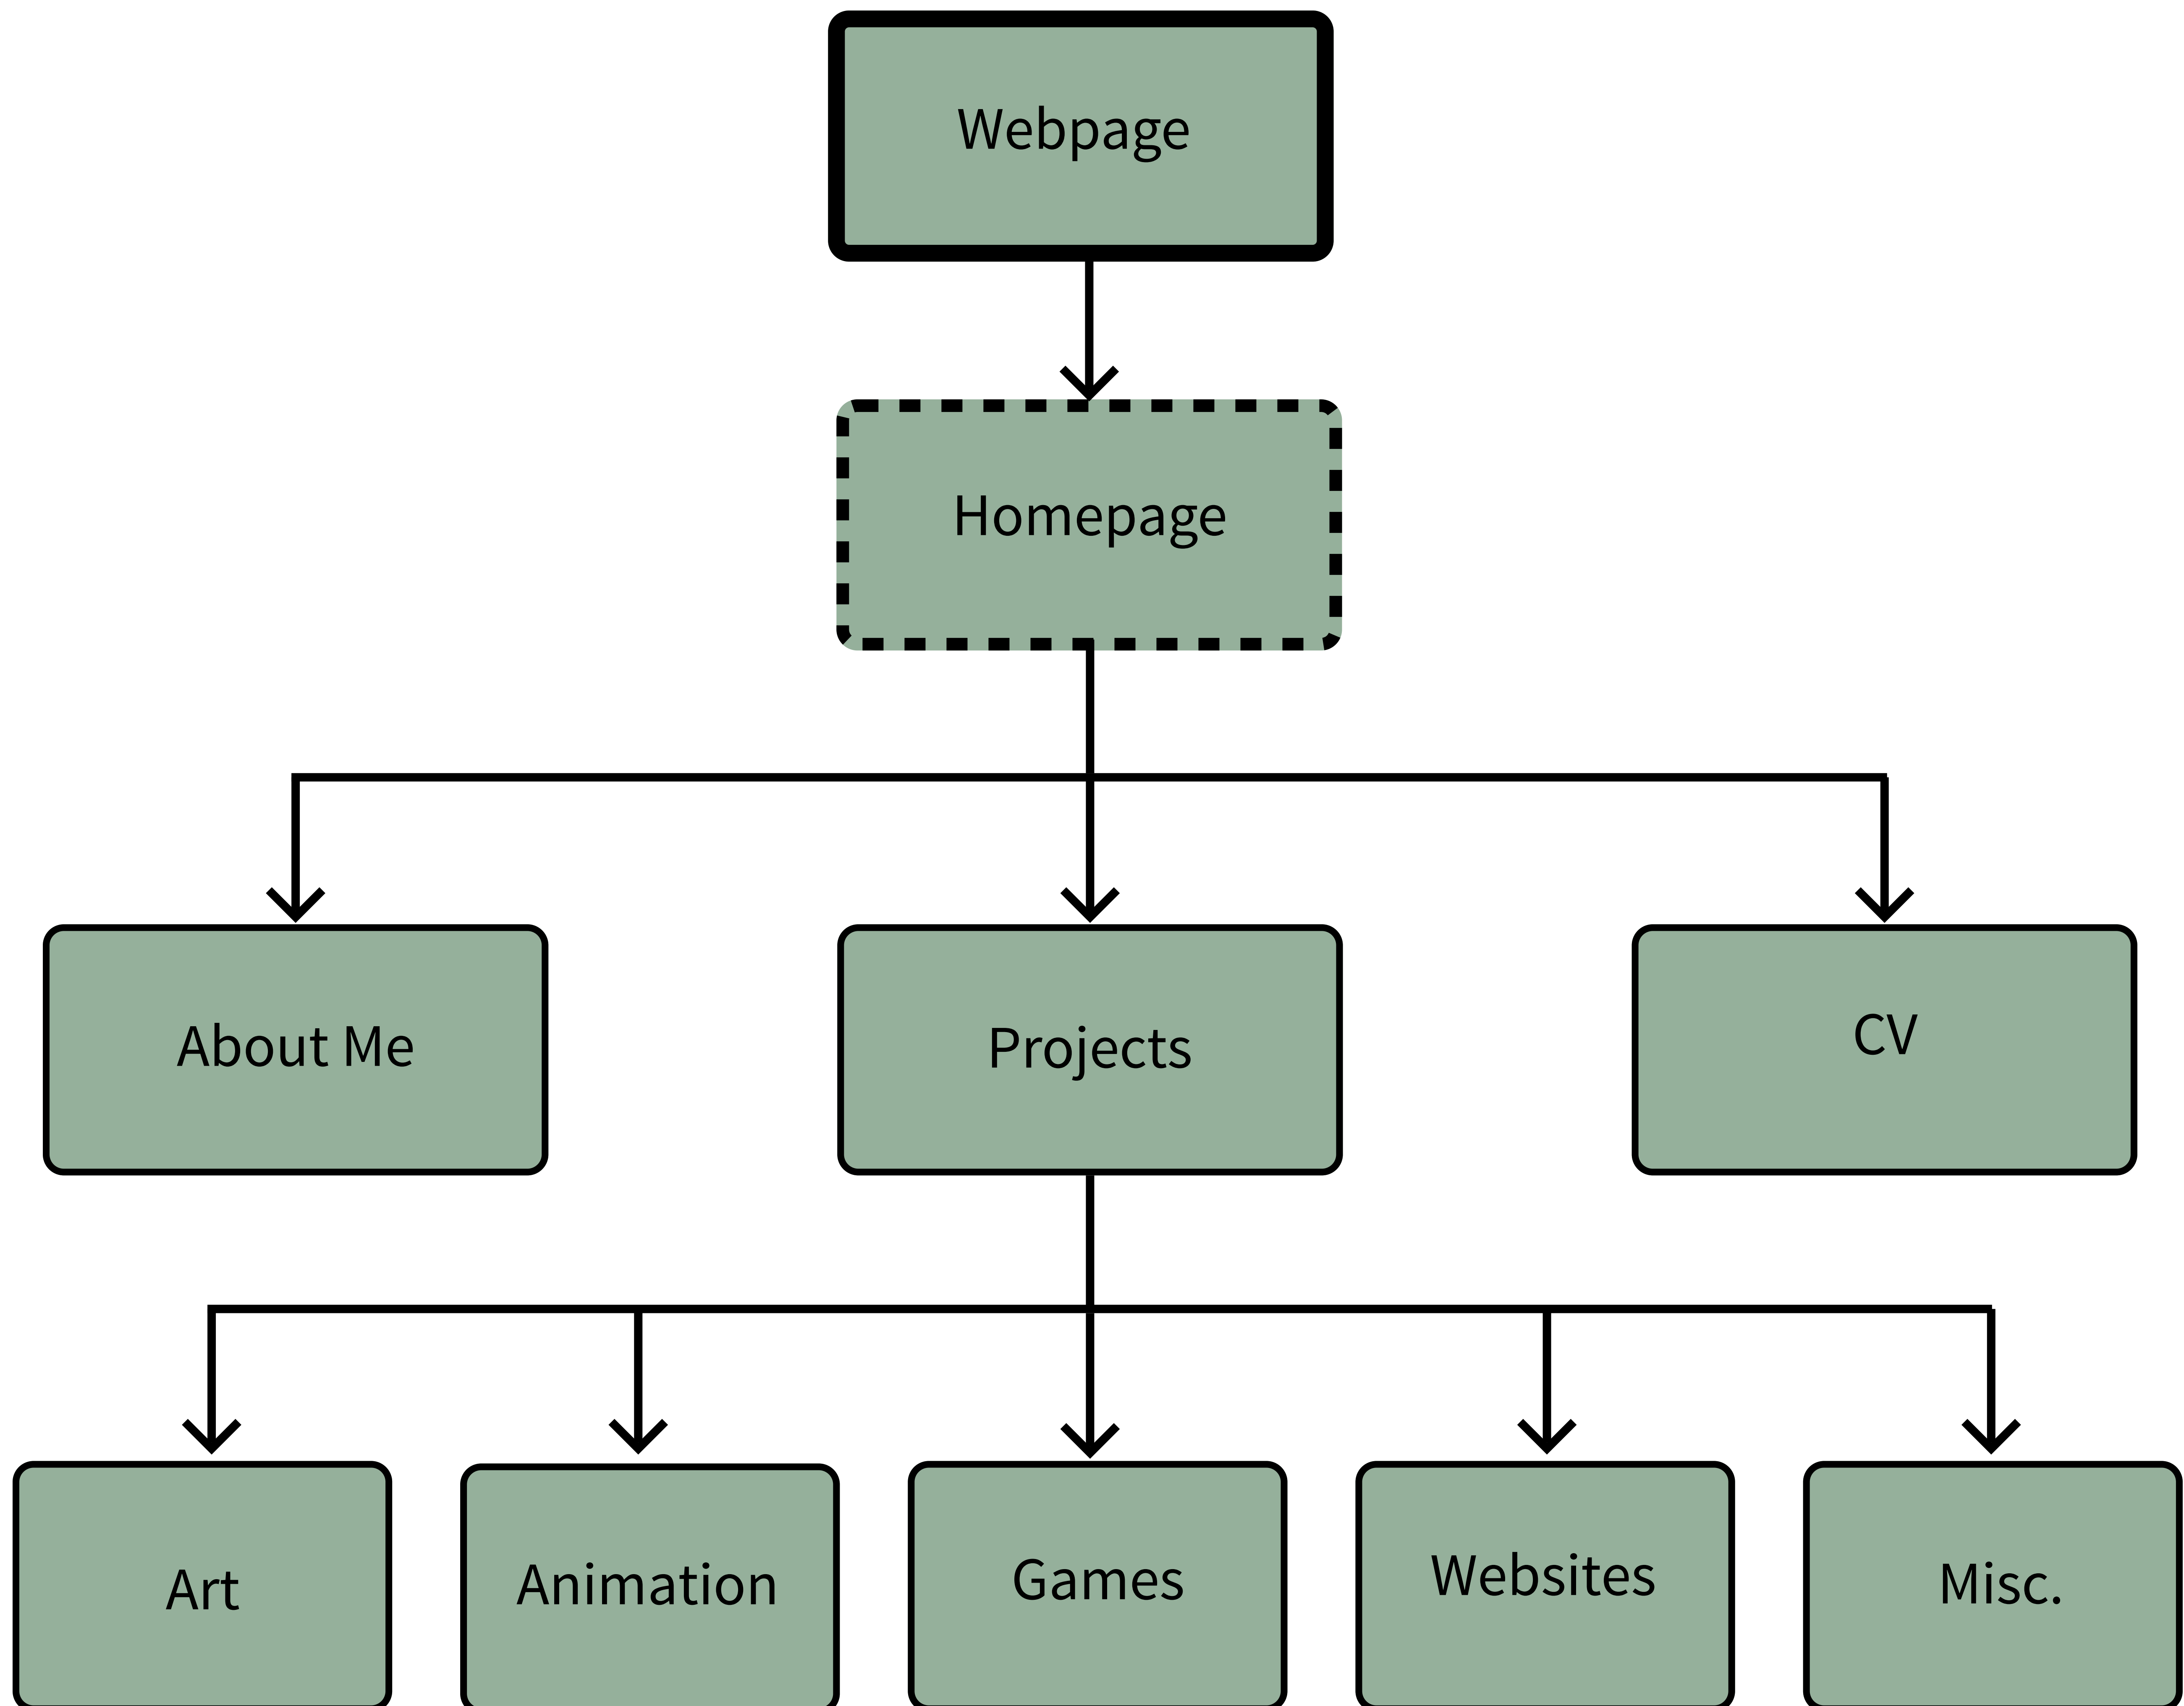 Webpage
Homepage
About Me
Projects
CV
Art
Animation
Games
Websites
Misc.